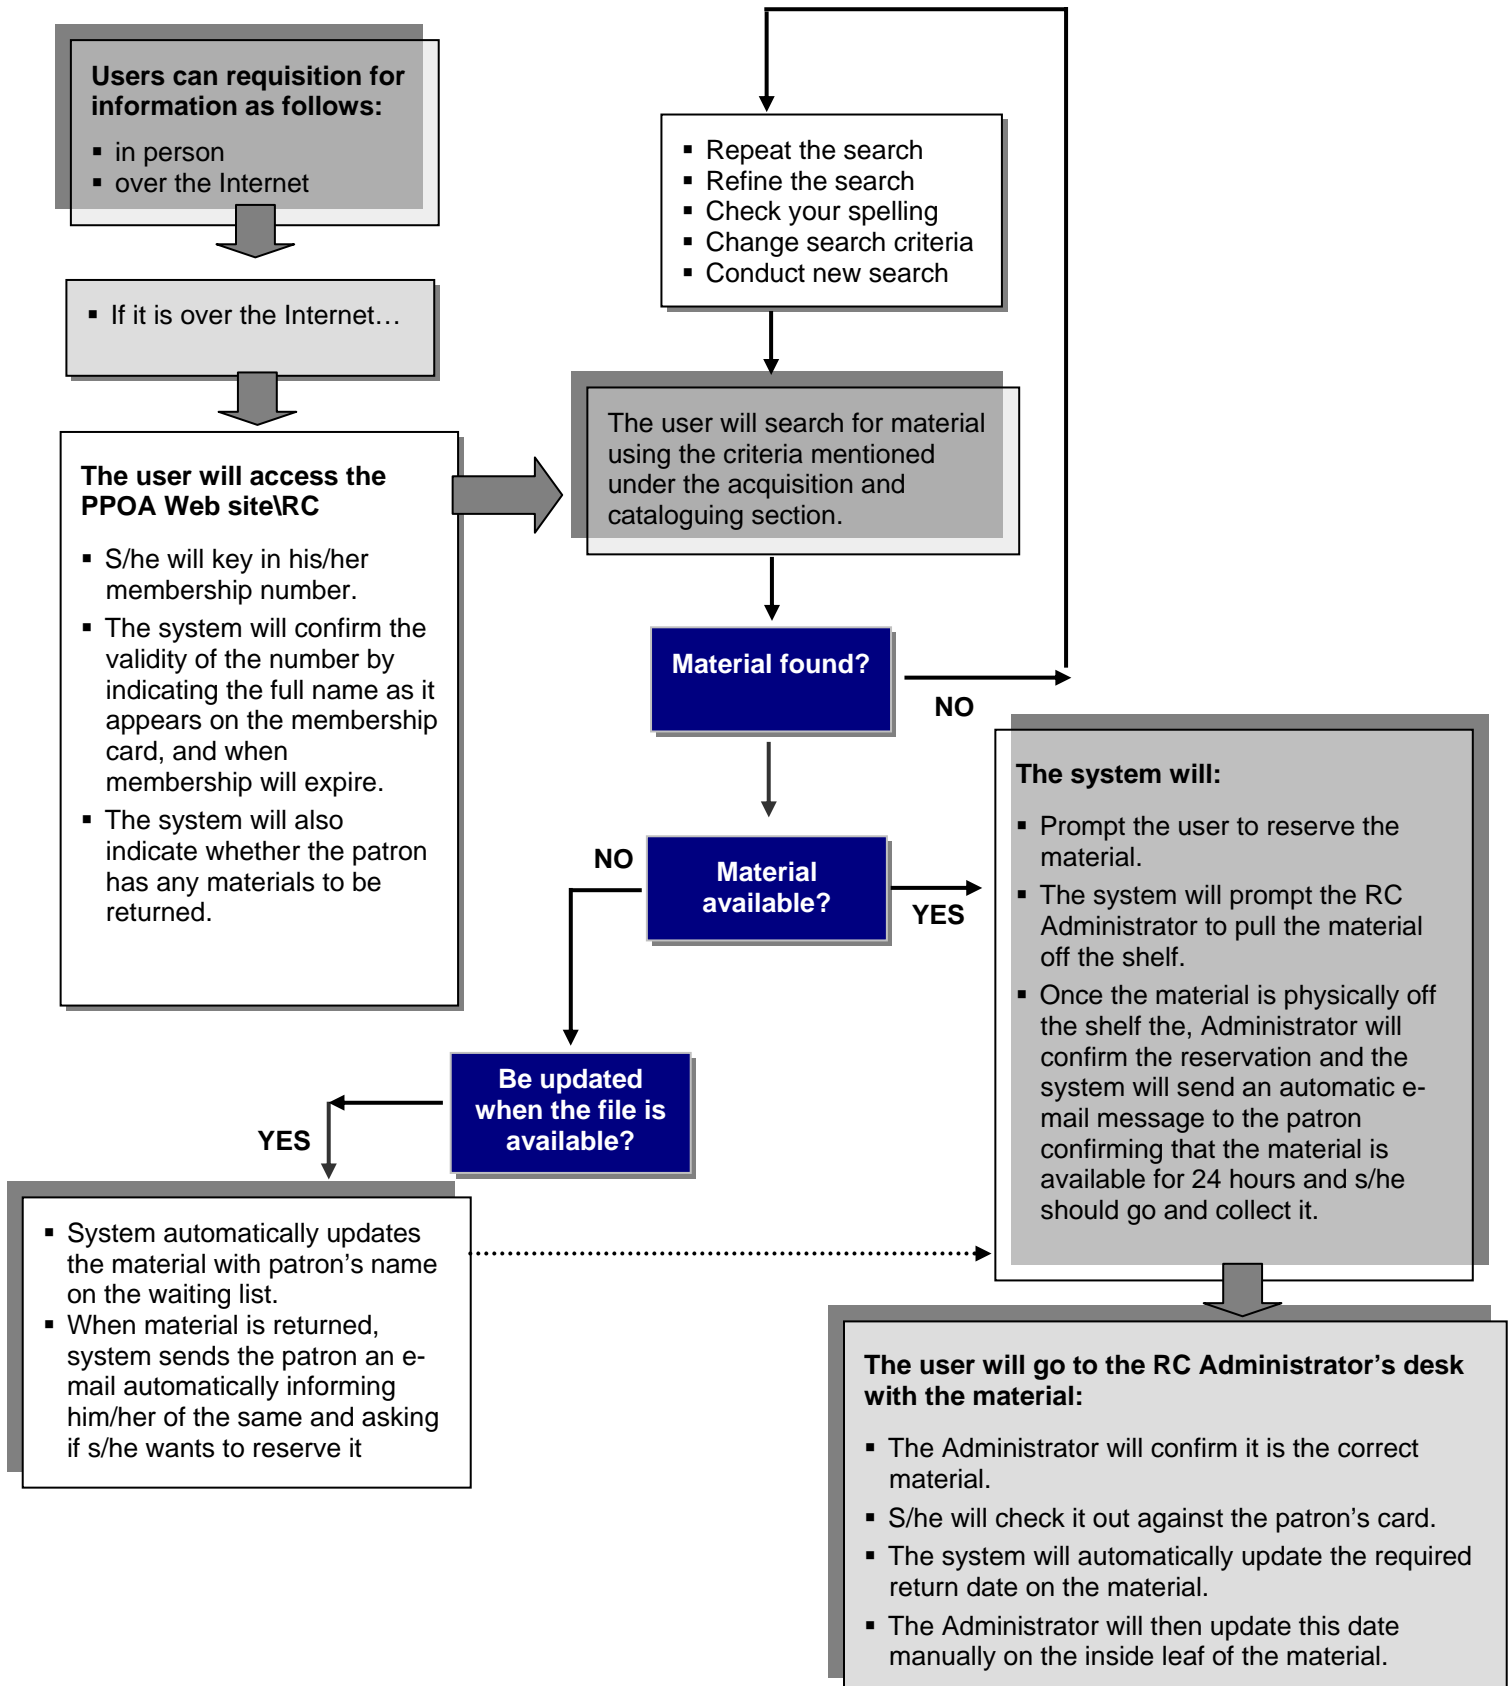 Users can requisition for
information as follows:
▪ in person
▪ over the Internet
▪ If it is over the Internet…
The user will access the
PPOA Web site\RC
▪ S/he will key in his/her
membership number.
▪ The system will confirm the
validity of the number by
indicating the full name as it
appears on the membership
card, and when
membership will expire.
▪ The system will also
indicate whether the patron
has any materials to be
returned.
▪ Repeat the search
▪ Refine the search
▪ Check your spelling
▪ Change search criteria
▪ Conduct new search
The user will search for material
using the criteria mentioned
under the acquisition and
cataloguing section.
Material found?
NO
Material
available?
NO
YES
Be updated
when the file is
available?
YES
▪ System automatically updates
the material with patron’s name
on the waiting list.
▪ When material is returned,
system sends the patron an e-
mail automatically informing
him/her of the same and asking
if s/he wants to reserve it
The system will:
▪ Prompt the user to reserve the
material.
▪ The system will prompt the RC
Administrator to pull the material
off the shelf.
▪ Once the material is physically off
the shelf the, Administrator will
confirm the reservation and the
system will send an automatic e-
mail message to the patron
confirming that the material is
available for 24 hours and s/he
should go and collect it.
The user will go to the RC Administrator’s desk
with the material:
▪ The Administrator will confirm it is the correct
material.
▪ S/he will check it out against the patron’s card.
▪ The system will automatically update the required
return date on the material.
▪ The Administrator will then update this date
manually on the inside leaf of the material.